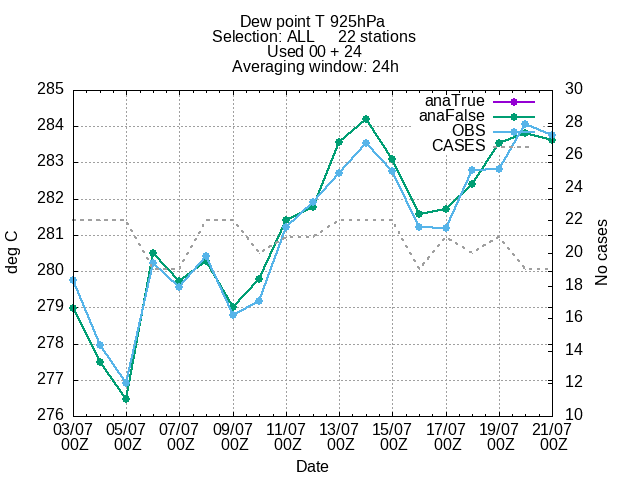 Dew point T 925hPa
Selection: ALL 22 stations
Used 00 + 24
Averaging window: 24h
285
284
283
282
281
280
279
278
277
276
30
28
26
24
22
20
18
16
14
12
10
anaTrue
anaFalse
OBS
CASES
deg C
No cases
03/07 05/07 07/07 09/07 11/07 13/07 15/07 17/07 19/07 21/07
00Z 00Z 00Z 00Z 00Z 00Z 00Z 00Z 00Z 00Z
Date